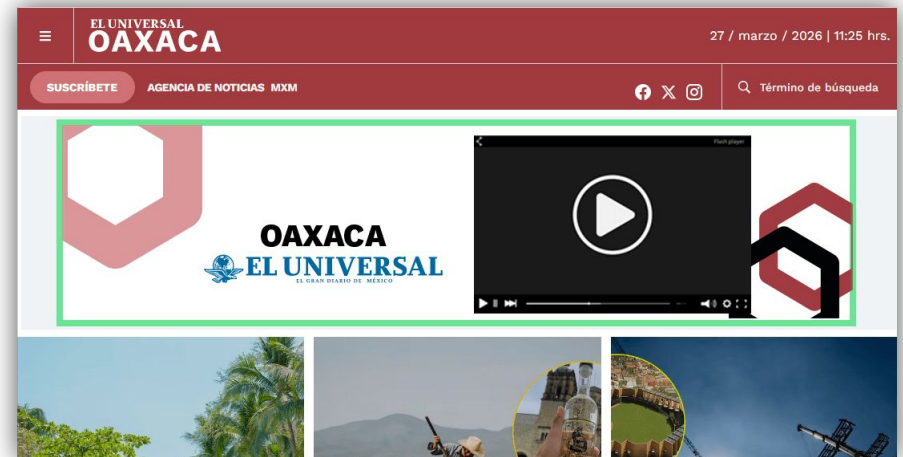 EL UNIVERSAL
OAXACA
27 / marzo / 2026 | 11:25 hrs.
SUSCRÍBETE
AGENCIA DE NOTICIAS MXM
Término de búsqueda
Flash player
OAXACA
EL UNIVERSAL
EL GRAN DIARIO DE MÉXICO